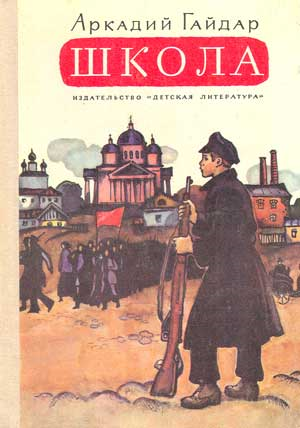 Аркадий Гайдар
ШКОЛА
ИЗДАТЕЛЬСТВО «ДЕТСКАЯ ЛИТЕРАТУРА»